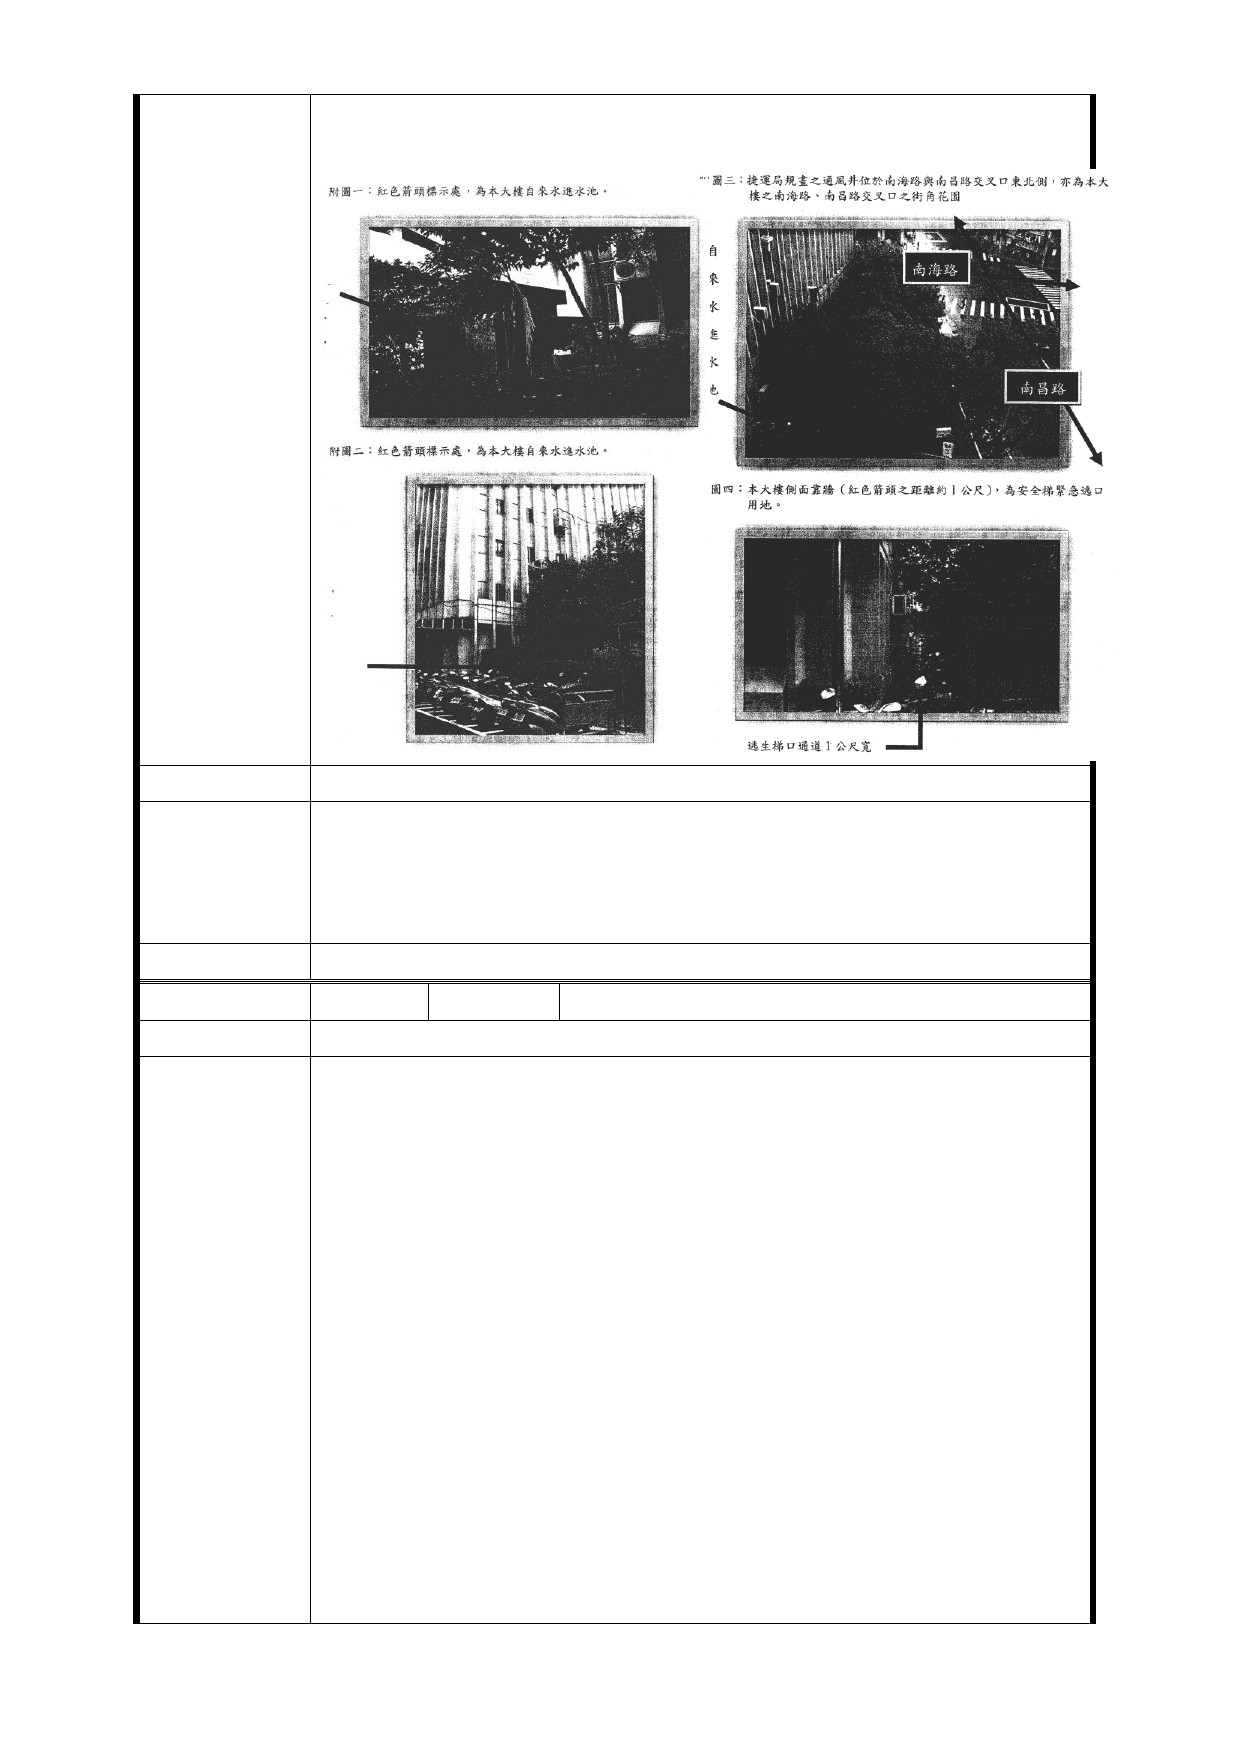 附圖一：紅色箭頭標示處，為本大樓自來水進水池。
附圖二：紅色箭頭標示處，為本大樓自來水進水池。
圖三：捷運局規畫之通風井位於南海路與南昌路交叉口東北側，亦為本大
樓之南海路、南昌路交叉口之街角花園
自
來
水
進
水
池
南海路
南昌路
圖四：本大樓側面靠牆（紅色箭頭之距離約1公尺），為安全梯緊急逃口
用地。
逃生梯口通道1公尺寬